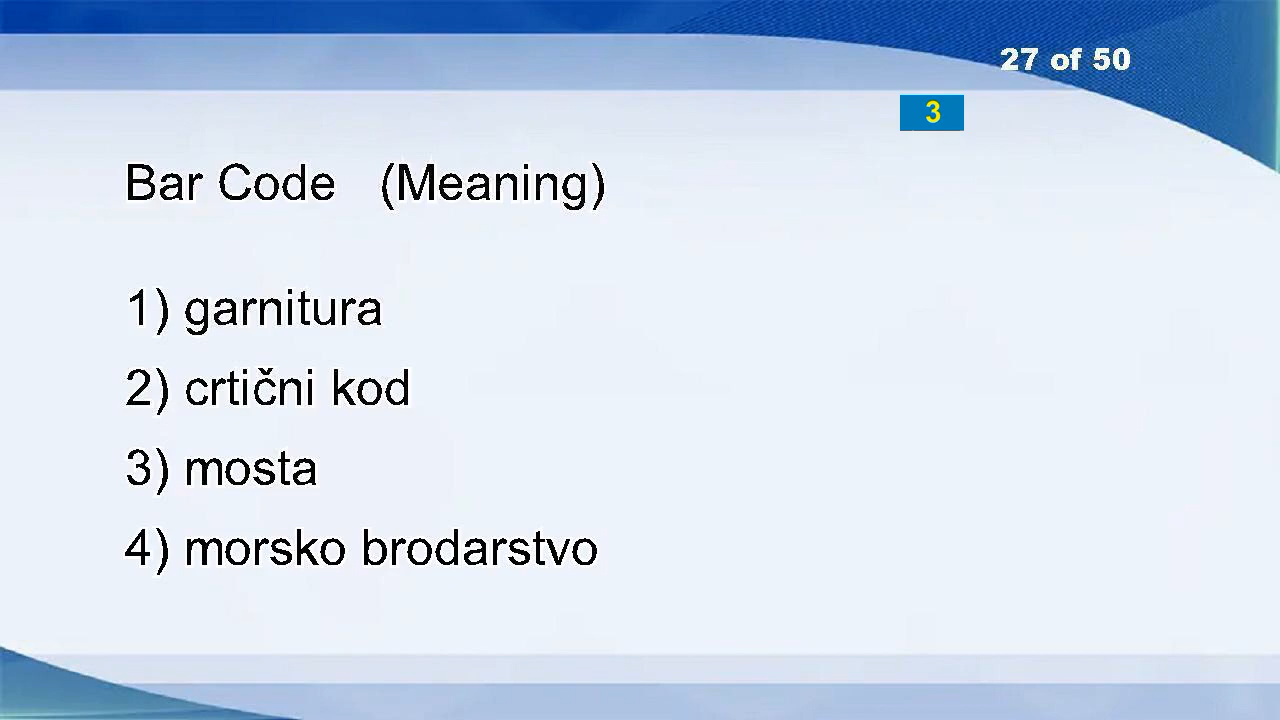 27 of 50
3
Bar Code (Meaning)
1) garnitura
2) crtični kod
3) mosta
4) morsko brodarstvo